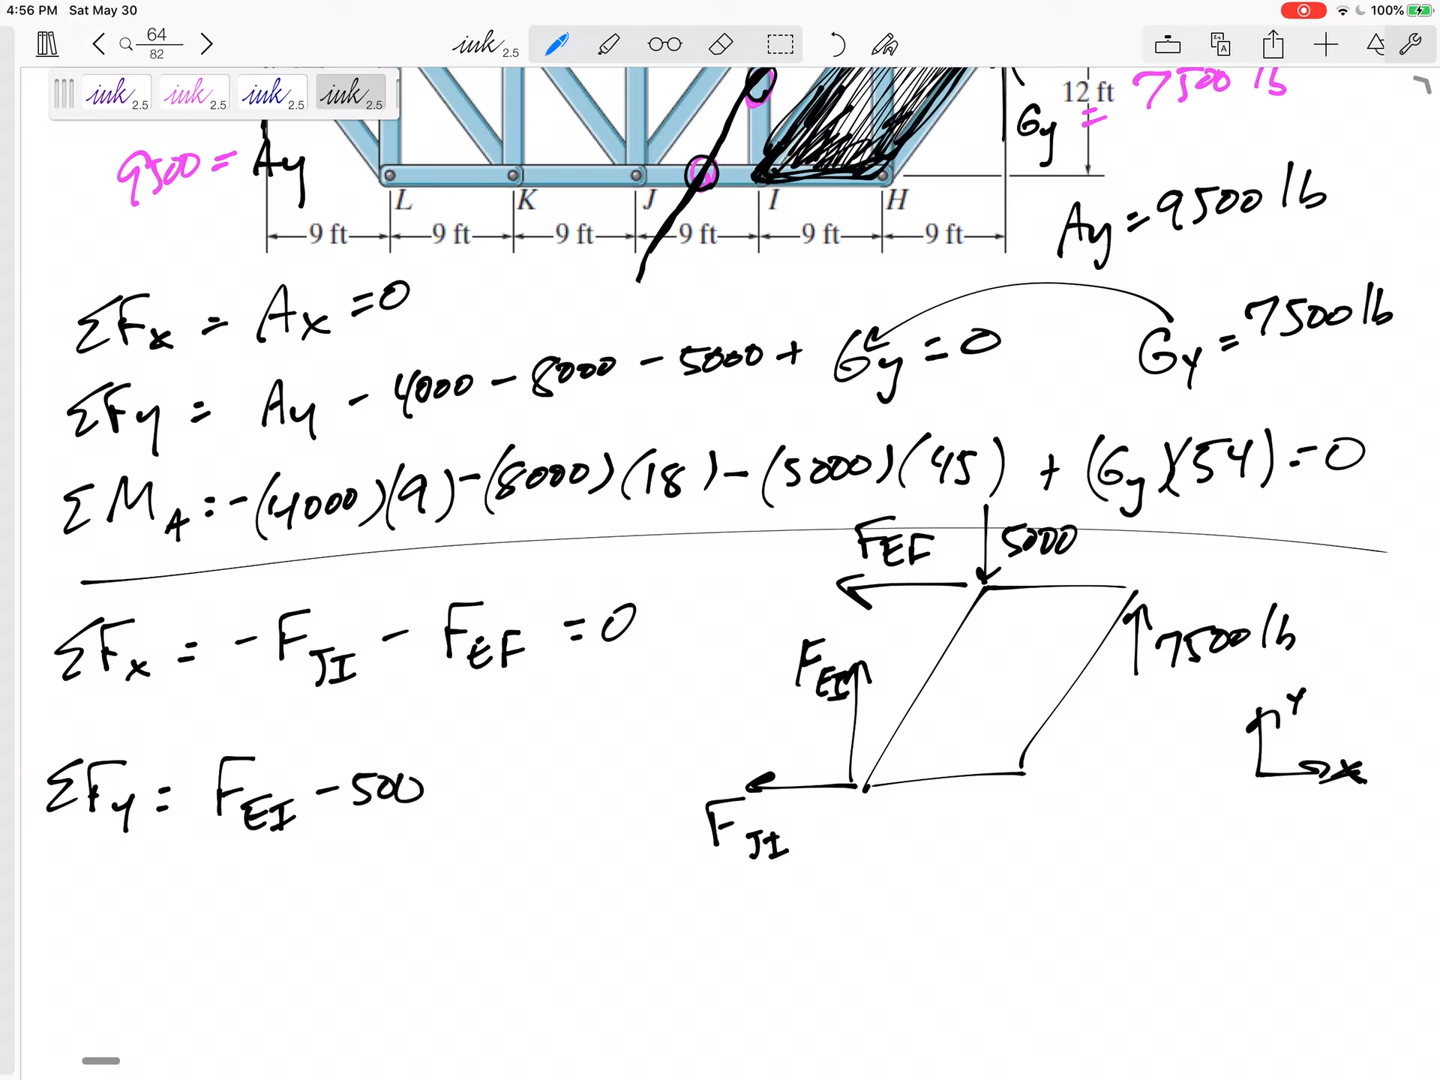 4:56 PM Sat May 30
100%
64
82
ink 2.5
ink 2.5 ink 2.5 ink 2.5 ink 2.5
12 ft
Gy = 7500 lb
9500 = Ay
L K J I H
9 ft 9 ft 9 ft 9 ft 9 ft 9 ft
Ay = 9500 lb
ΣFx = Ax = 0
Gy = 7500 lb
ΣFy = Ay - 4000 - 8000 - 5000 + Gy = 0
ΣMA = -(4000)(9) - (8000)(18) - (5000)(45) + (Gy)(54) = 0
FEF 5000
ΣFx = - FJI - FEF = 0
7500 lb
FEI
Y
X
ΣFy = FEI - 500
FJI